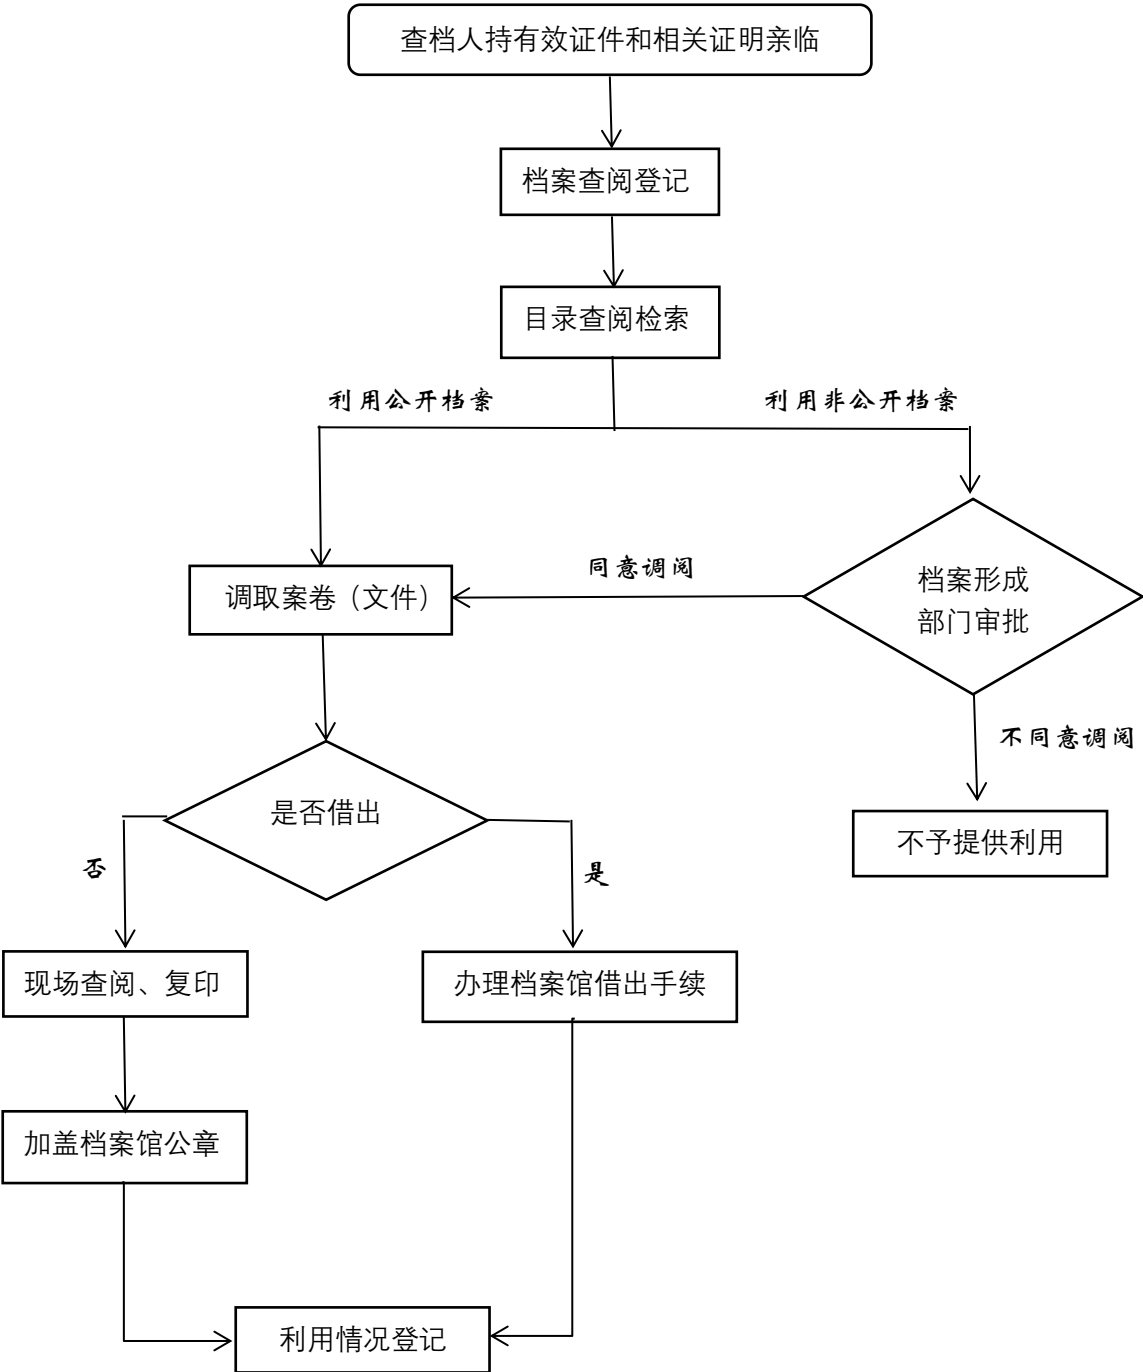 查档人持有效证件和相关证明亲临
档案查阅登记
目录查阅检索
利用公开档案
利用非公开档案
同意调阅
档案形成
部门审批
调取案卷（文件）
不同意调阅
是否借出
不予提供利用
否
是
现场查阅、复印
办理档案馆借出手续
加盖档案馆公章
利用情况登记